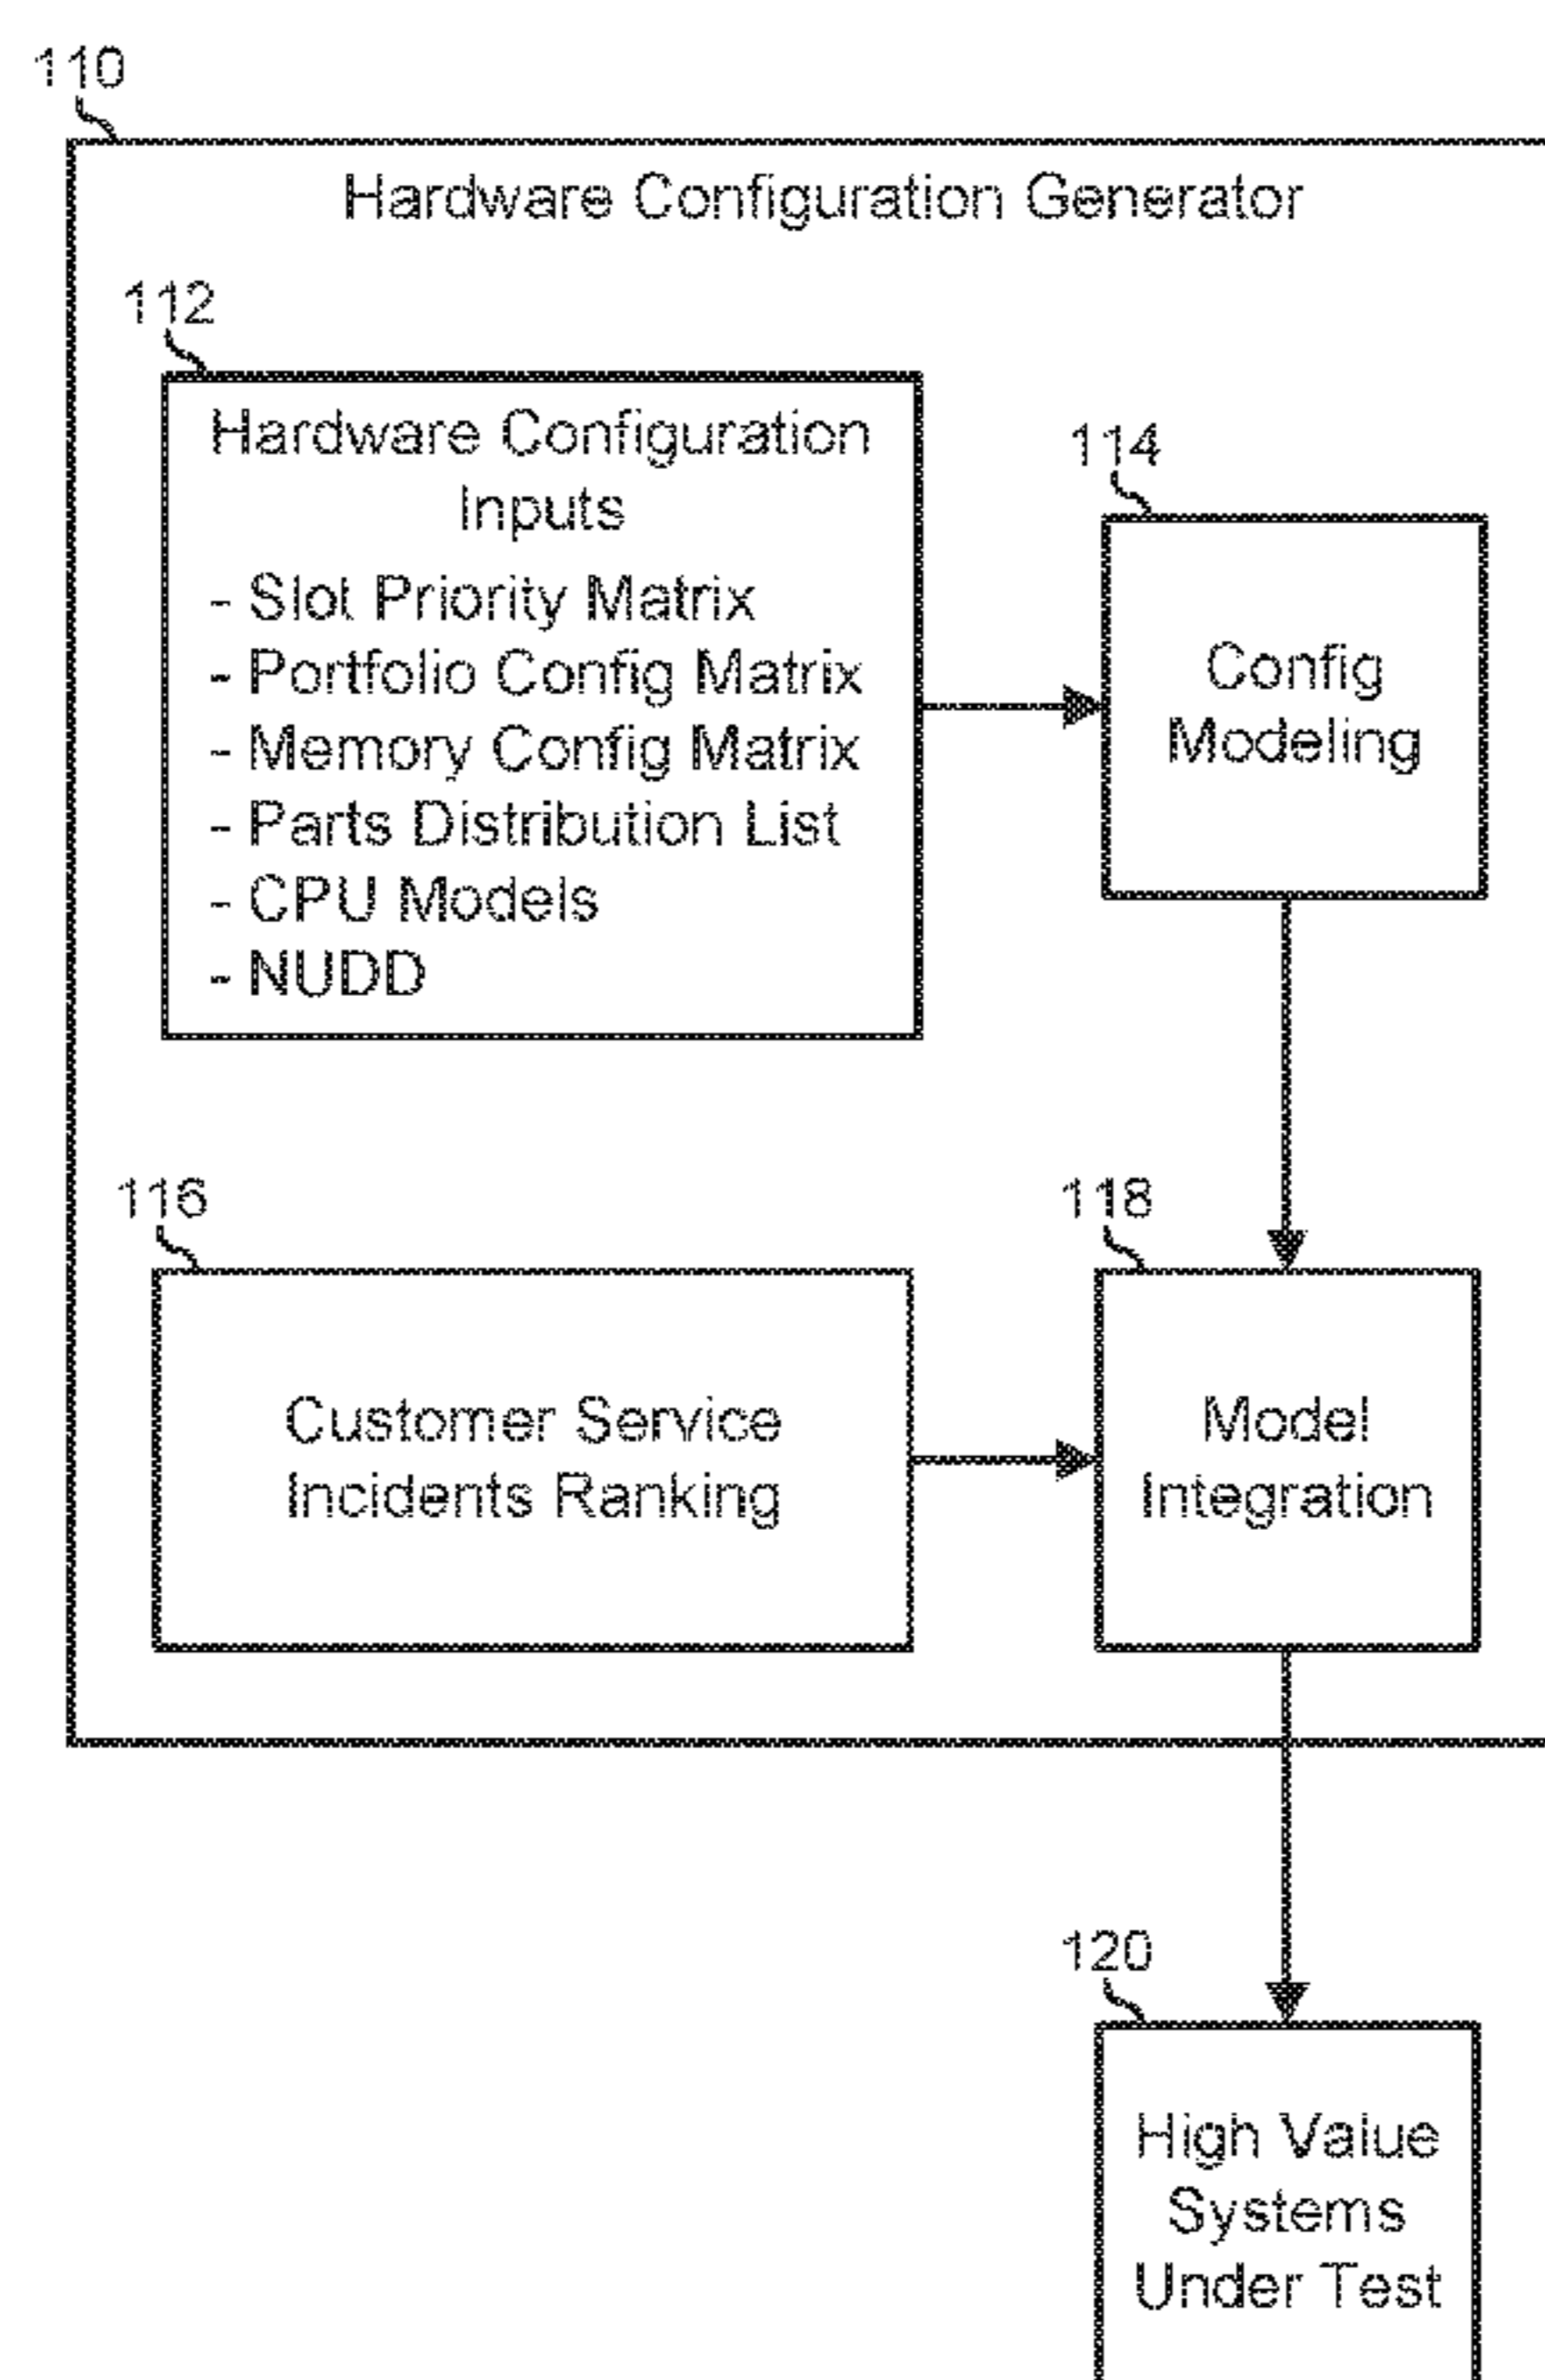 110
Hardware Configuration Generator
112
Hardware Configuration
Inputs
- Slot Priority Matrix
- Portfolio Config Matrix
- Memory Config Matrix
- Parts Distribution List
- CPU Models
- NUDD
114
Config
Modeling
116
Customer Service
Incidents Ranking
118
Model
Integration
120
High Value
Systems
Under Test